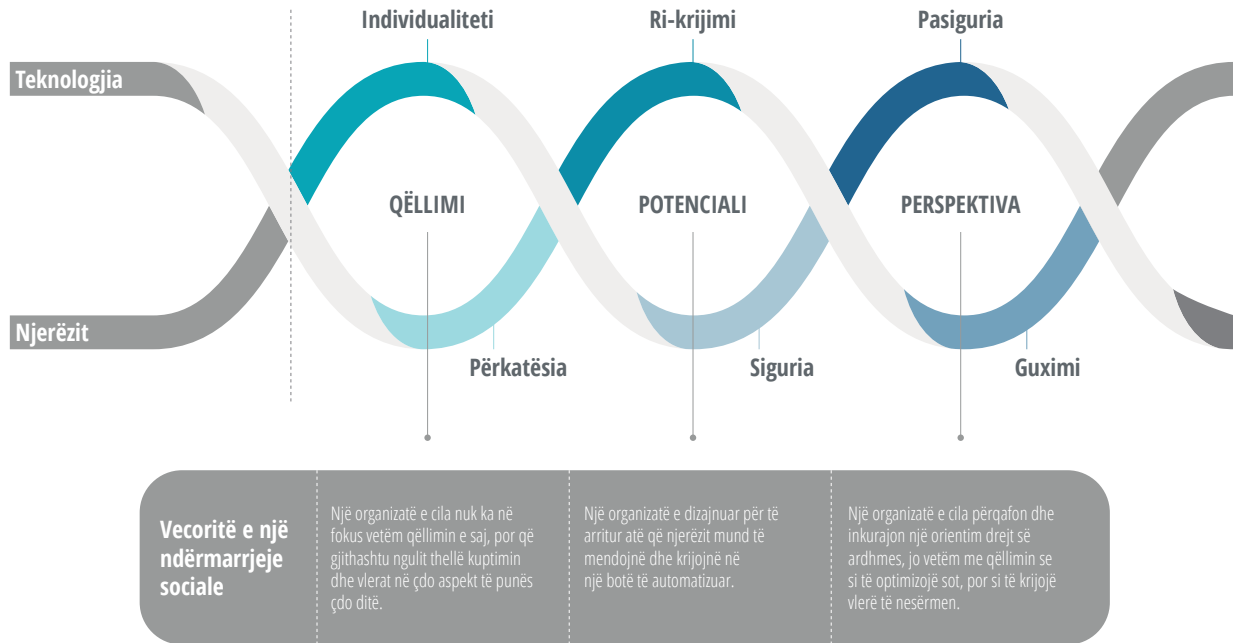 Individualiteti
Ri-krijimi
Pasiguria
Teknologjia
QËLLIMI
POTENCIALI
PERSPEKTIVA
Njerëzit
Përkatësia
Siguria
Guximi
Vecoritë e një
ndërmarrjeje
sociale
Një organizatë e cila nuk ka në
fokus vetëm qëllimin e saj, por që
gjithashtu ngulit thellë kuptimin
dhe vlerat në çdo aspekt të punës
çdo ditë.
Një organizatë e dizajnuar për të
arritur atë që njerëzit mund të
mendojnë dhe krijojnë në
një botë të automatizuar.
Një organizatë e cila përqafon dhe
inkurajon një orientim drejt së
ardhmes, jo vetëm me qëllimin se
si të optimizojë sot, por si të krijojë
vlerë të nesërmen.